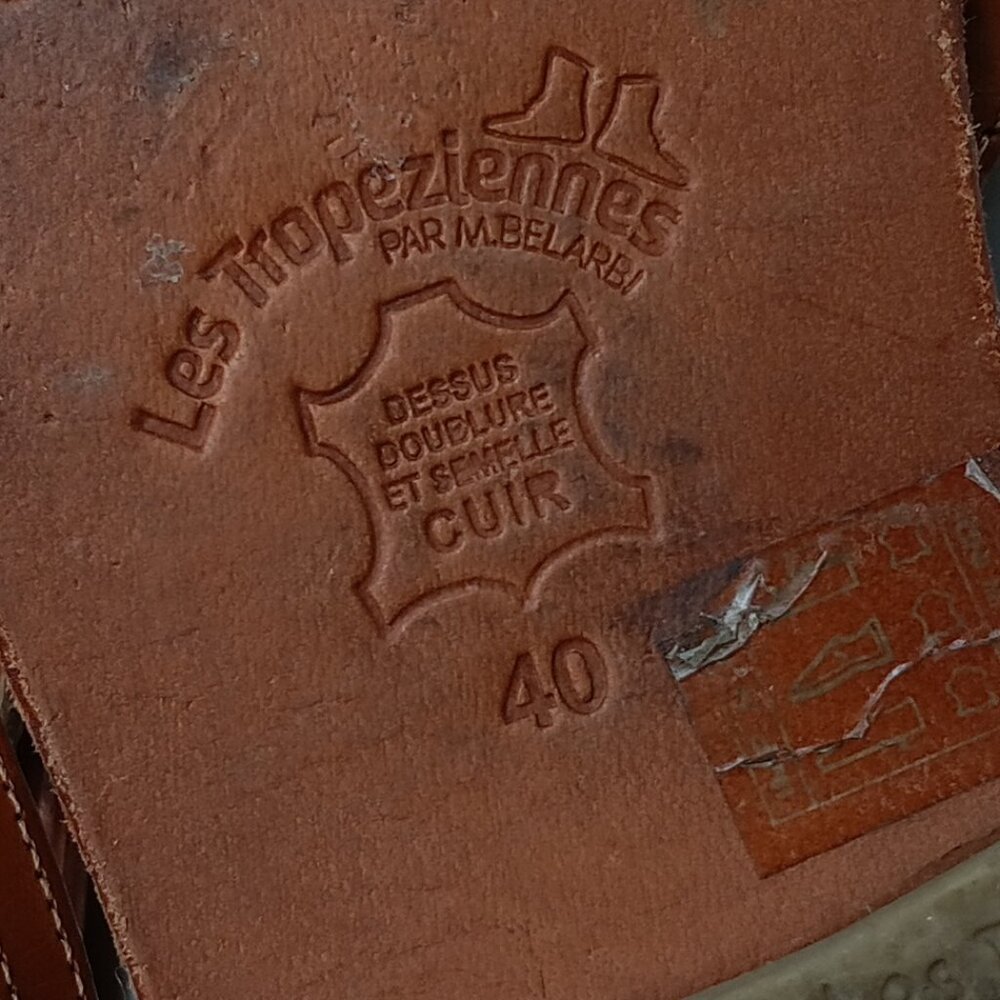 Les Tropeziennes
PAR M.BELARBI
DESSUS
DOUBLURE
ET SEMELLE
CUIR
40